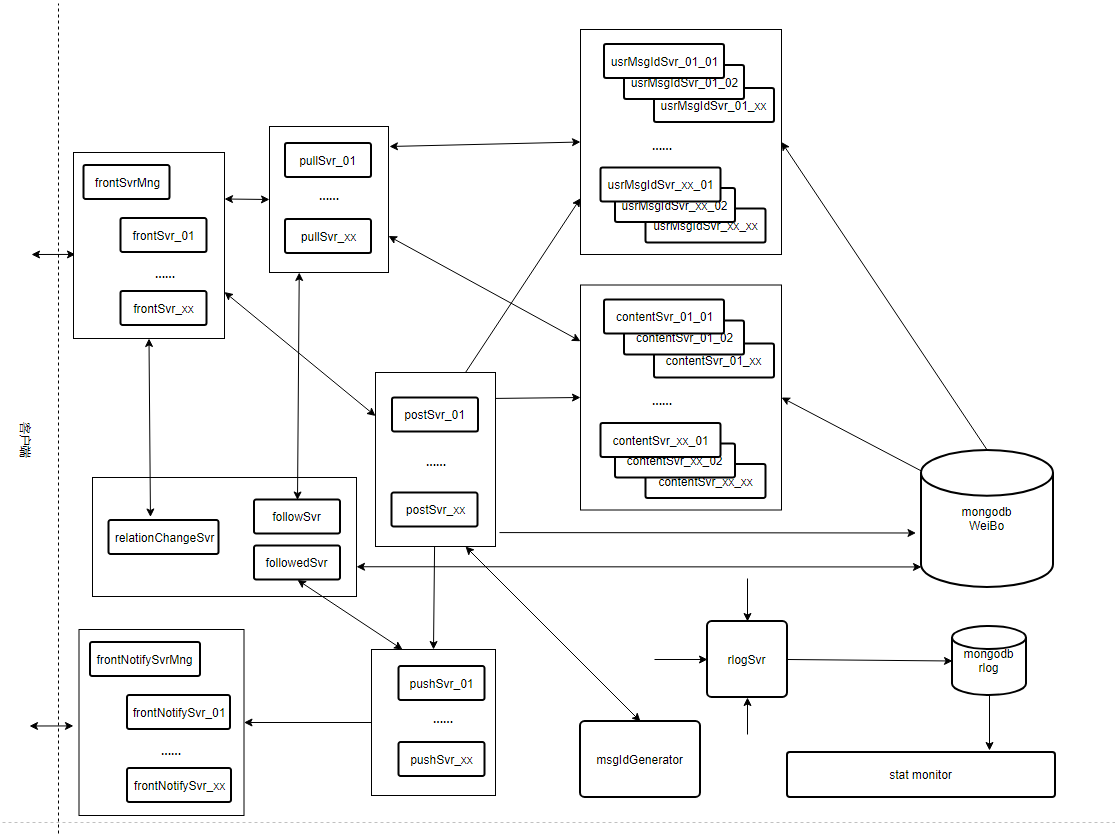 客户端
frontSvrMng
frontSvr_01
......
frontSvr_xx
pullSvr_01
......
pullSvr_xx
usrMsgIdSvr_01_01
usrMsgIdSvr_01_02
usrMsgIdSvr_01_xx
......
usrMsgIdSvr_xx_01
usrMsgIdSvr_xx_02
usrMsgIdSvr_xx_xx
contentSvr_01_01
contentSvr_01_02
contentSvr_01_xx
......
contentSvr_xx_01
contentSvr_xx_02
contentSvr_xx_xx
postSvr_01
......
postSvr_xx
relationChangeSvr
followSvr
followedSvr
mongodb
WeiBo
frontNotifySvrMng
frontNotifySvr_01
......
frontNotifySvr_xx
pushSvr_01
......
pushSvr_xx
msgIdGenerator
rlogSvr
mongodb
rlog
stat monitor